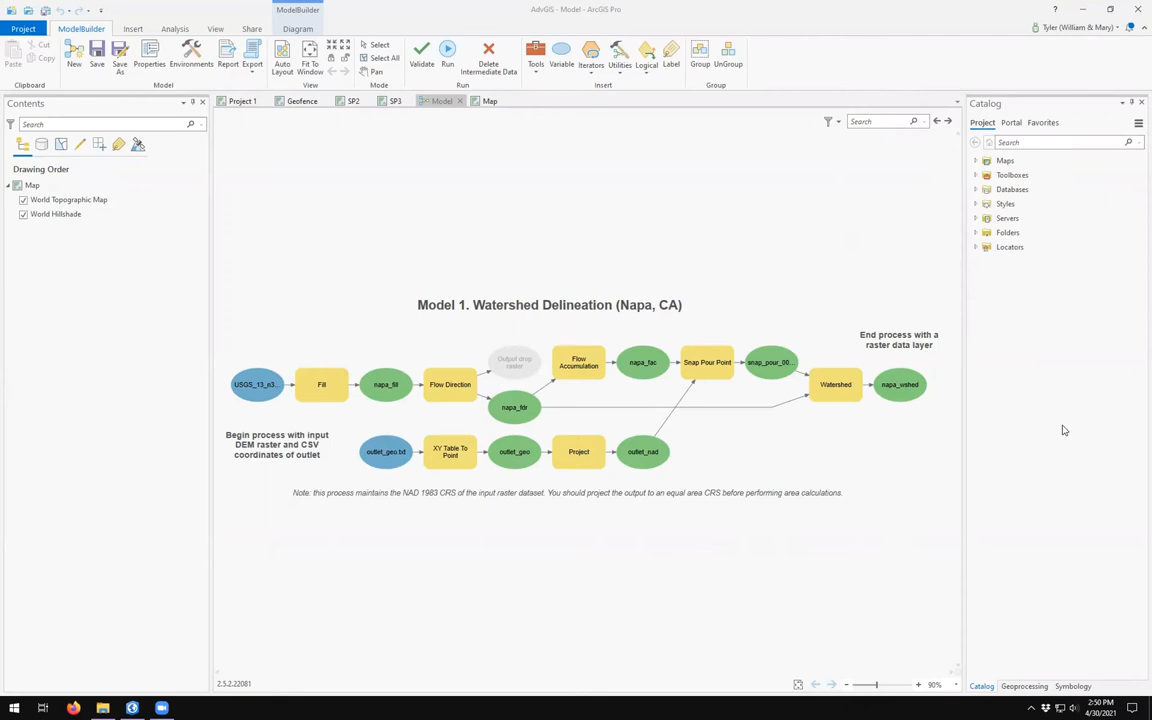 AdvGIS - Model - ArcGIS Pro
ModelBuilder
Project
ModelBuilder
Insert
Analysis
View
Share
Diagram
Tyler (William & Mary)
Paste
Cut
Copy
New
Save
Save As
Properties
Environments
Report
Export
Auto Layout
Fit To Window
Select
Select All
Pan
Validate
Run
Delete Intermediate Data
Tools
Variable
Iterators
Utilities
Logical
Label
Group
UnGroup
Clipboard
Model
View
Mode
Run
Insert
Group
Contents
Search
Drawing Order
Map
World Topographic Map
World Hillshade
Project 1
Geofence
SP2
SP3
Model
Map
Search
Model 1. Watershed Delineation (Napa, CA)
End process with a
raster data layer
Output drop
raster
Flow
Accumulation
napa_fac
Snap Pour Point
snap_pour_00...
USGS_13_n3...
Fill
napa_fill
Flow Direction
Watershed
napa_wshed
napa_fdr
Begin process with input
DEM raster and CSV
coordinates of outlet
outlet_geo.txt
XY Table To
Point
outlet_geo
Project
outlet_nad
Note: this process maintains the NAD 1983 CRS of the input raster dataset. You should project the output to an equal area CRS before performing area calculations.
2.5.2.22081
90%
Catalog
Project
Portal
Favorites
Search
Maps
Toolboxes
Databases
Styles
Servers
Folders
Locators
Catalog
Geoprocessing
Symbology
2:50 PM
4/30/2021